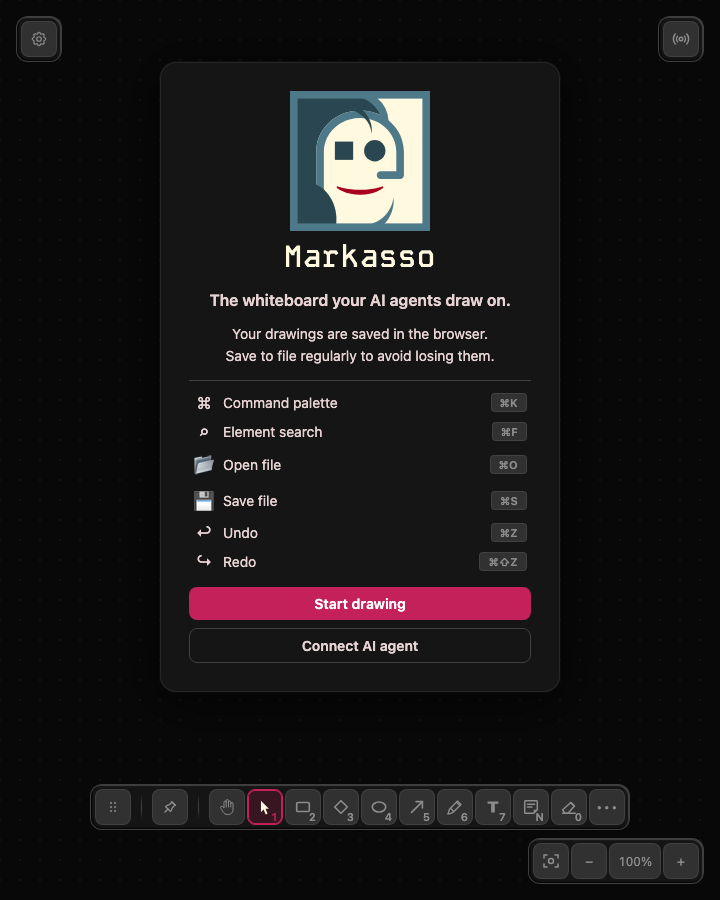 Markasso
The whiteboard your AI agents draw on.
Your drawings are saved in the browser.
Save to file regularly to avoid losing them.
Command palette ⌘K
Element search ⌘F
Open file ⌘O
Save file ⌘S
Undo ⌘Z
Redo ⌘⇧Z
Start drawing
Connect AI agent
1 2 3 4 5 6 T 7 N 0
− 100% +